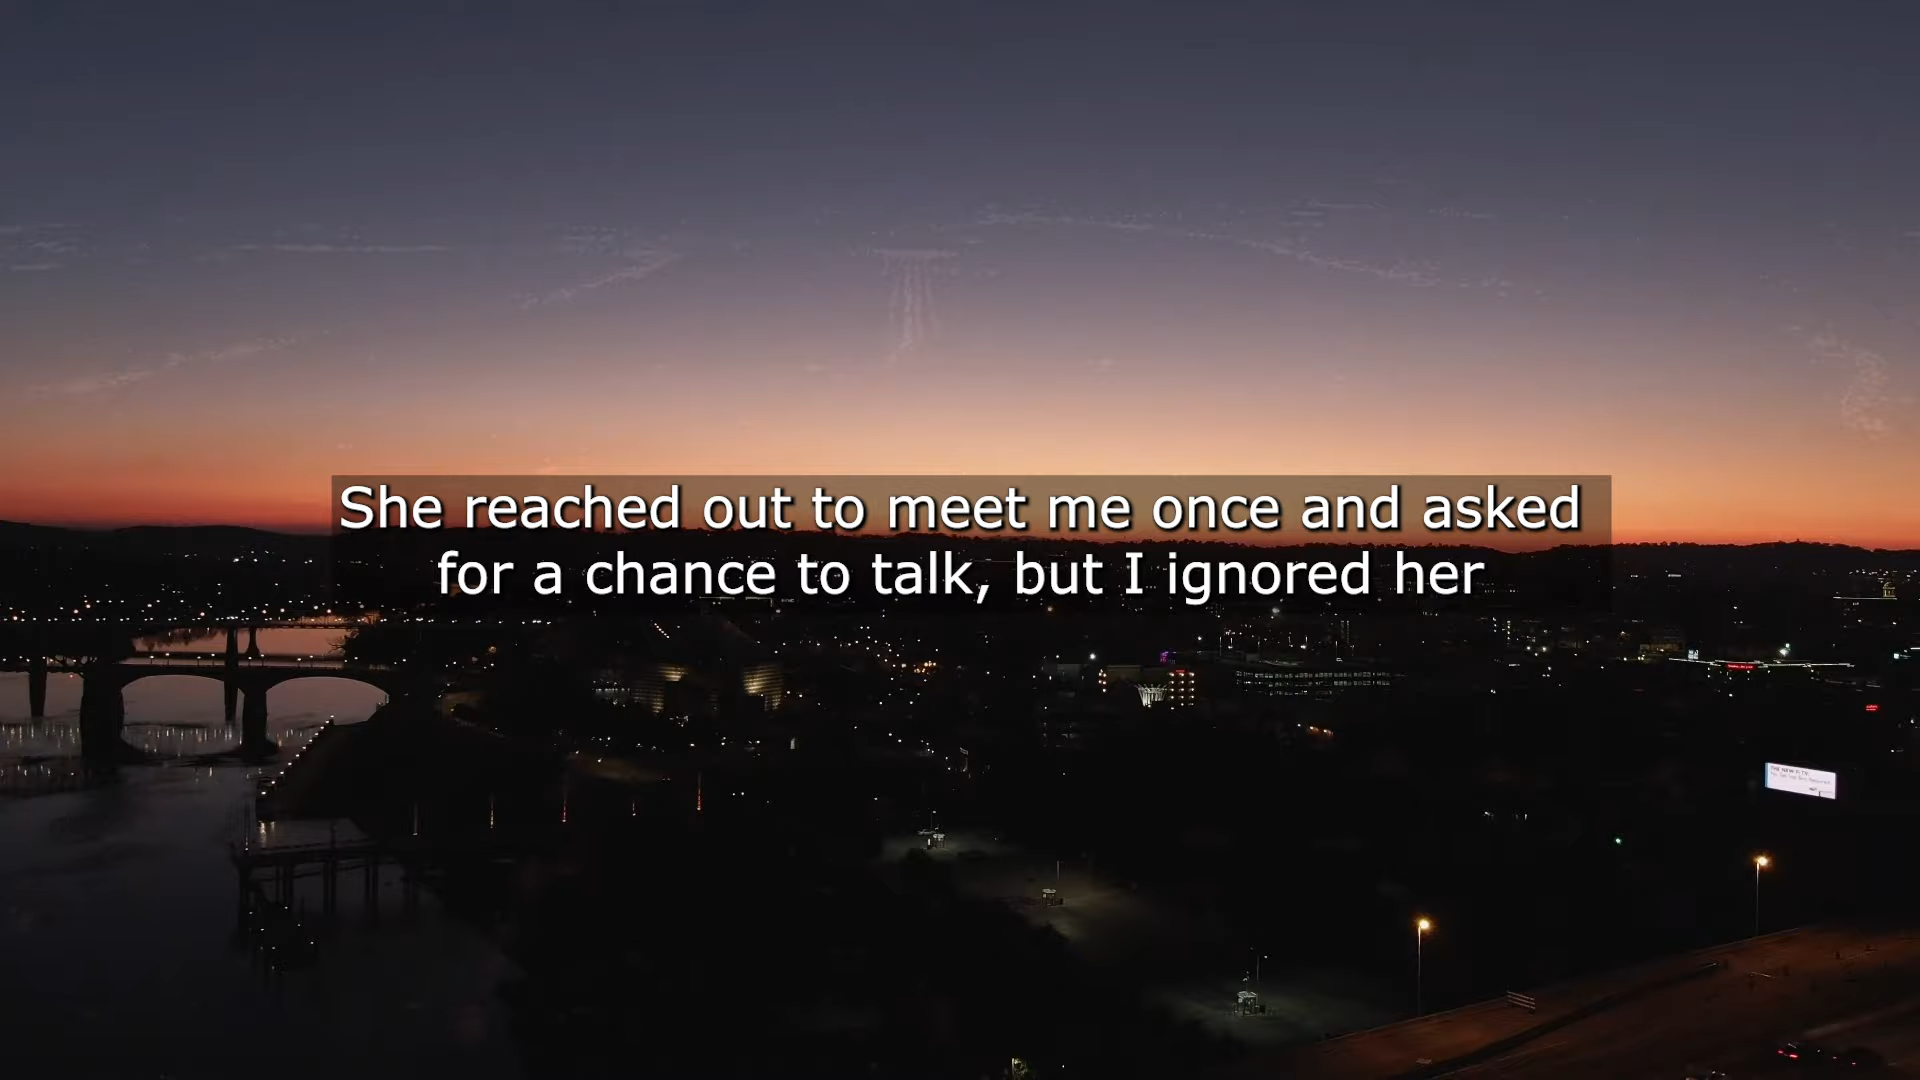 She reached out to meet me once and asked
for a chance to talk, but I ignored her